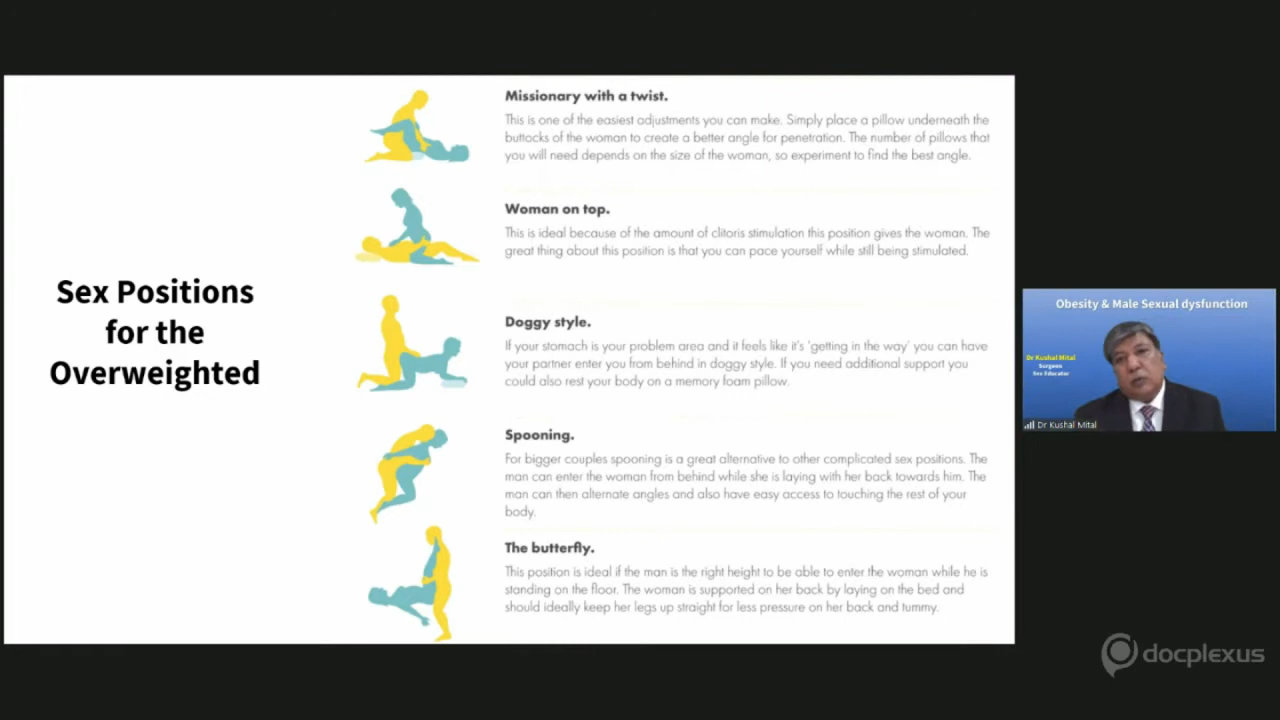 Sex Positions
for the
Overweighted
Missionary with a twist.
This is one of the easiest adjustments you can make. Simply place a pillow underneath the
buttocks of the woman to create a better angle for penetration. The number of pillows that
you will need depends on the size of the woman, so experiment to find the best angle.
Woman on top.
This is ideal because of the amount of clitoris stimulation this position gives the woman. The
great thing about this position is that you can pace yourself while still being stimulated.
Doggy style.
If your stomach is your problem area and it feels like it's 'getting in the way' you can have
your partner enter you from behind in doggy style. If you need additional support you
could also rest your body on a memory foam pillow.
Spooning.
For bigger couples spooning is a great alternative to other complicated sex positions. The
man can enter the woman from behind while she is laying with her back towards him. The
man can then alternate angles and also have easy access to touching the rest of your
body.
The butterfly.
This position is ideal if the man is the right height to be able to enter the woman while he is
standing on the floor. The woman is supported on her back by laying on the bed and
should ideally keep her legs up straight for less pressure on her back and tummy.
Obesity & Male Sexual dysfunction
Dr Kushal Mital
Surgeon
Sex Educator
Dr Kushal Mital
docplexus